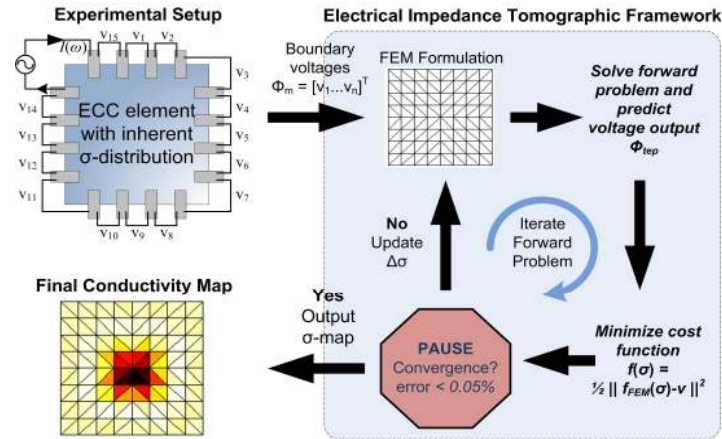 Experimental Setup
I(ω)
v15
v1
v2
v3
v4
v5
v6
v7
v8
v9
v10
v11
v12
v13
v14
ECC element
with inherent
σ-distribution
Boundary
voltages
Φm = [v1...vn]T
Electrical Impedance Tomographic Framework
FEM Formulation
Solve forward
problem and
predict
voltage output
Φtep
No
Update
Δσ
Iterate
Forward
Problem
Minimize cost
function
f(σ) =
½ || fFEM(σ)-v ||²
PAUSE
Convergence?
error < 0.05%
Yes
Output
σ-map
Final Conductivity Map